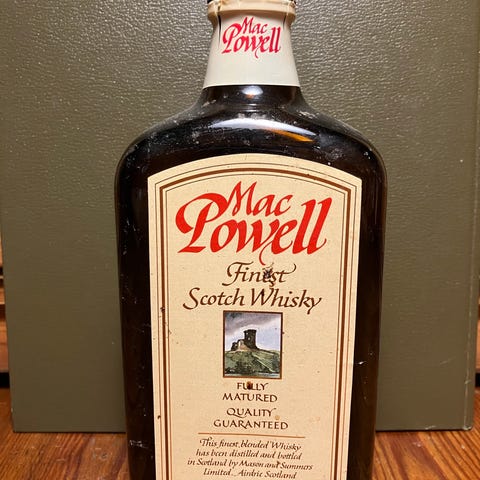 Mac
Powell
Mac
Powell
Finest
Scotch Whisky
FULLY
MATURED
QUALITY
GUARANTEED
This finest blended Whisky
has been distilled and bottled
in Scotland by Mason and Summers
Limited. Airdrie Scotland